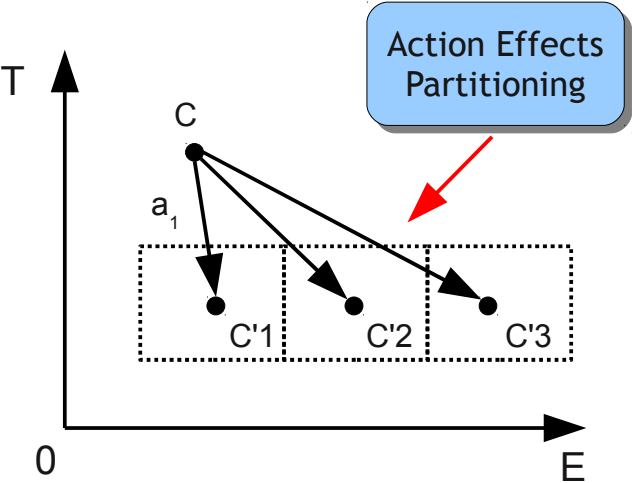 Action Effects
Partitioning
T
C
a1
C'1
C'2
C'3
0
E